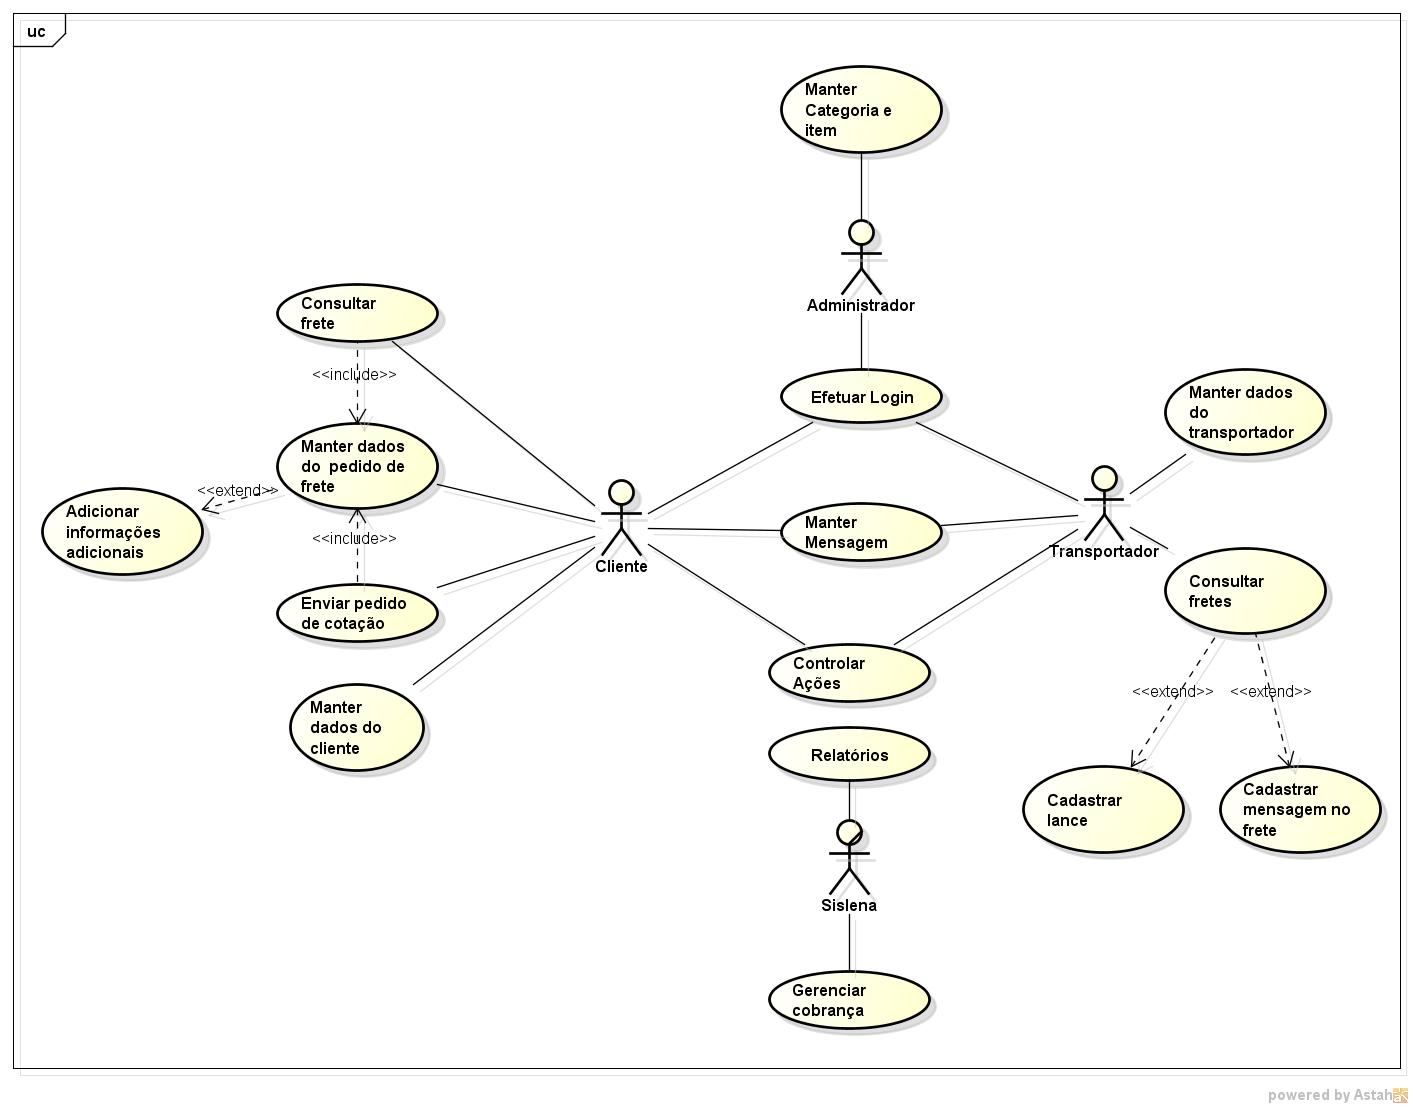 uc
Manter
Categoria e
item
Administrador
Efetuar Login
Consultar
frete
<<include>>
Manter dados
do pedido de
frete
<<extend>>
Adicionar
informações
adicionais
<<include>>
Enviar pedido
de cotação
Manter
dados do
cliente
Cliente
Manter
Mensagem
Controlar
Ações
Manter dados
do
transportador
Transportador
Consultar
fretes
<<extend>>
<<extend>>
Cadastrar
lance
Cadastrar
mensagem no
frete
Relatórios
Sislena
Gerenciar
cobrança
powered by Astah